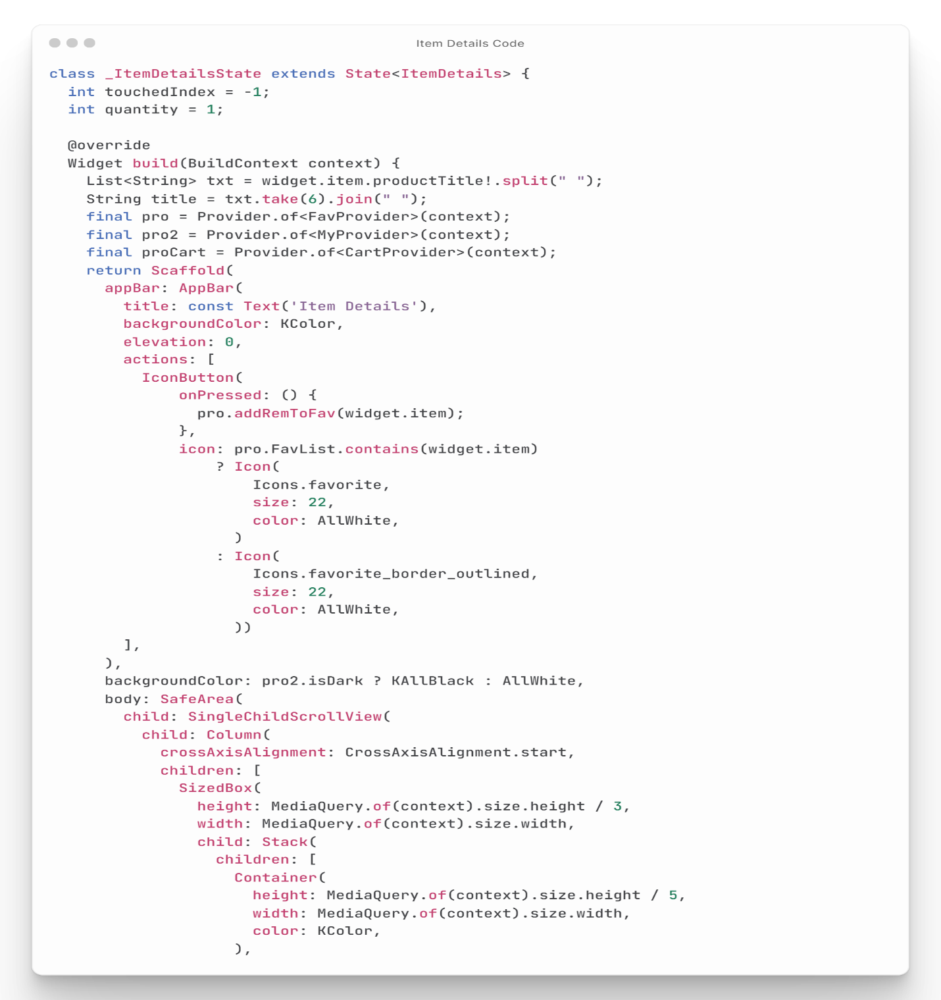 Item Details Code
class _ItemDetailsState extends State<ItemDetails> {
  int touchedIndex = -1;
  int quantity = 1;

  @override
  Widget build(BuildContext context) {
    List<String> txt = widget.item.productTitle!.split(" ");
    String title = txt.take(6).join(" ");
    final pro = Provider.of<FavProvider>(context);
    final pro2 = Provider.of<MyProvider>(context);
    final proCart = Provider.of<CartProvider>(context);
    return Scaffold(
      appBar: AppBar(
        title: const Text('Item Details'),
        backgroundColor: KColor,
        elevation: 0,
        actions: [
          IconButton(
              onPressed: () {
                pro.addRemToFav(widget.item);
              },
              icon: pro.FavList.contains(widget.item)
                  ? Icon(
                      Icons.favorite,
                      size: 22,
                      color: AllWhite,
                    )
                  : Icon(
                      Icons.favorite_border_outlined,
                      size: 22,
                      color: AllWhite,
                    ))
        ],
      ),
      backgroundColor: pro2.isDark ? KAllBlack : AllWhite,
      body: SafeArea(
        child: SingleChildScrollView(
          child: Column(
            crossAxisAlignment: CrossAxisAlignment.start,
            children: [
              SizedBox(
                height: MediaQuery.of(context).size.height / 3,
                width: MediaQuery.of(context).size.width,
                child: Stack(
                  children: [
                    Container(
                      height: MediaQuery.of(context).size.height / 5,
                      width: MediaQuery.of(context).size.width,
                      color: KColor,
                    ),